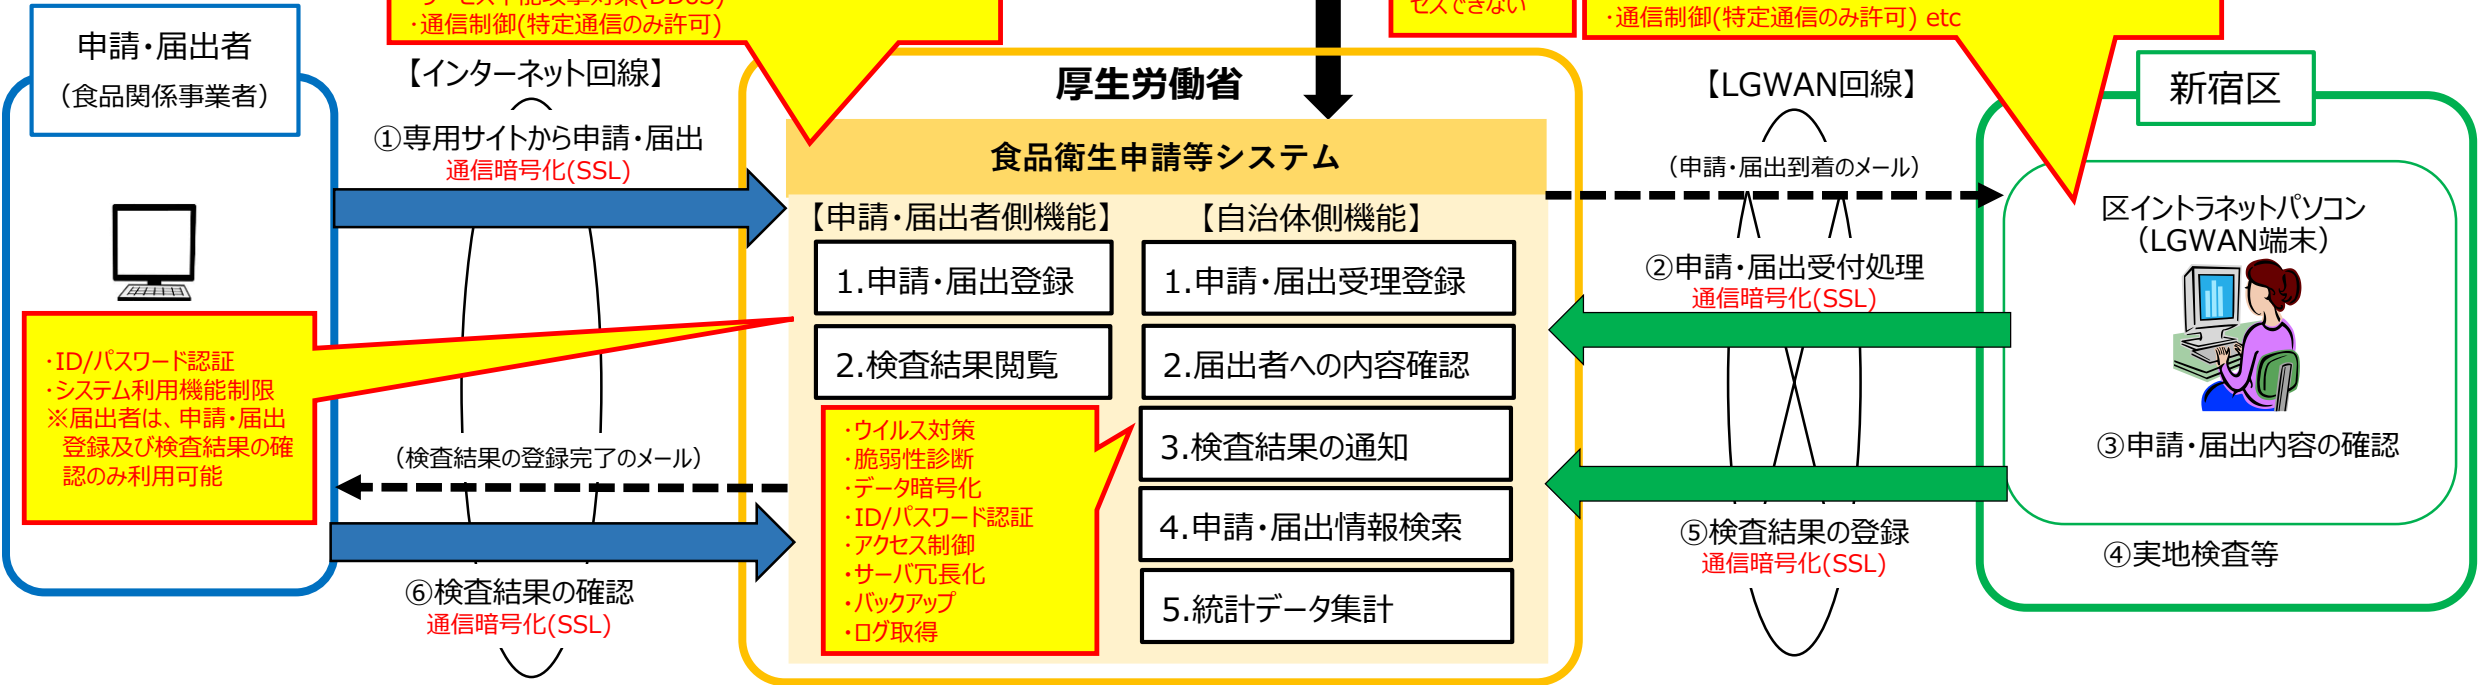 ・通信制御(特定通信のみ許可)
セスできない
・通信制御(特定通信のみ許可) etc
申請・届出者
（食品関係事業者）
【インターネット回線】
①専用サイトから申請・届出
通信暗号化(SSL)
・ID/パスワード認証
・システム利用機能制限
※届出者は、申請・届出
登録及び検査結果の確
認のみ利用可能
（検査結果の登録完了のメール）
⑥検査結果の確認
通信暗号化(SSL)
厚生労働省
食品衛生申請等システム
【申請・届出者側機能】
1.申請・届出登録
2.検査結果閲覧
・ウイルス対策
・脆弱性診断
・データ暗号化
・ID/パスワード認証
・アクセス制御
・サーバ冗長化
・バックアップ
・ログ取得
【自治体側機能】
1.申請・届出受理登録
2.届出者への内容確認
3.検査結果の通知
4.申請・届出情報検索
5.統計データ集計
【LGWAN回線】
（申請・届出到着のメール）
②申請・届出受付処理
通信暗号化(SSL)
⑤検査結果の登録
通信暗号化(SSL)
新宿区
区イントラネットパソコン
（LGWAN端末）
③申請・届出内容の確認
④実地検査等